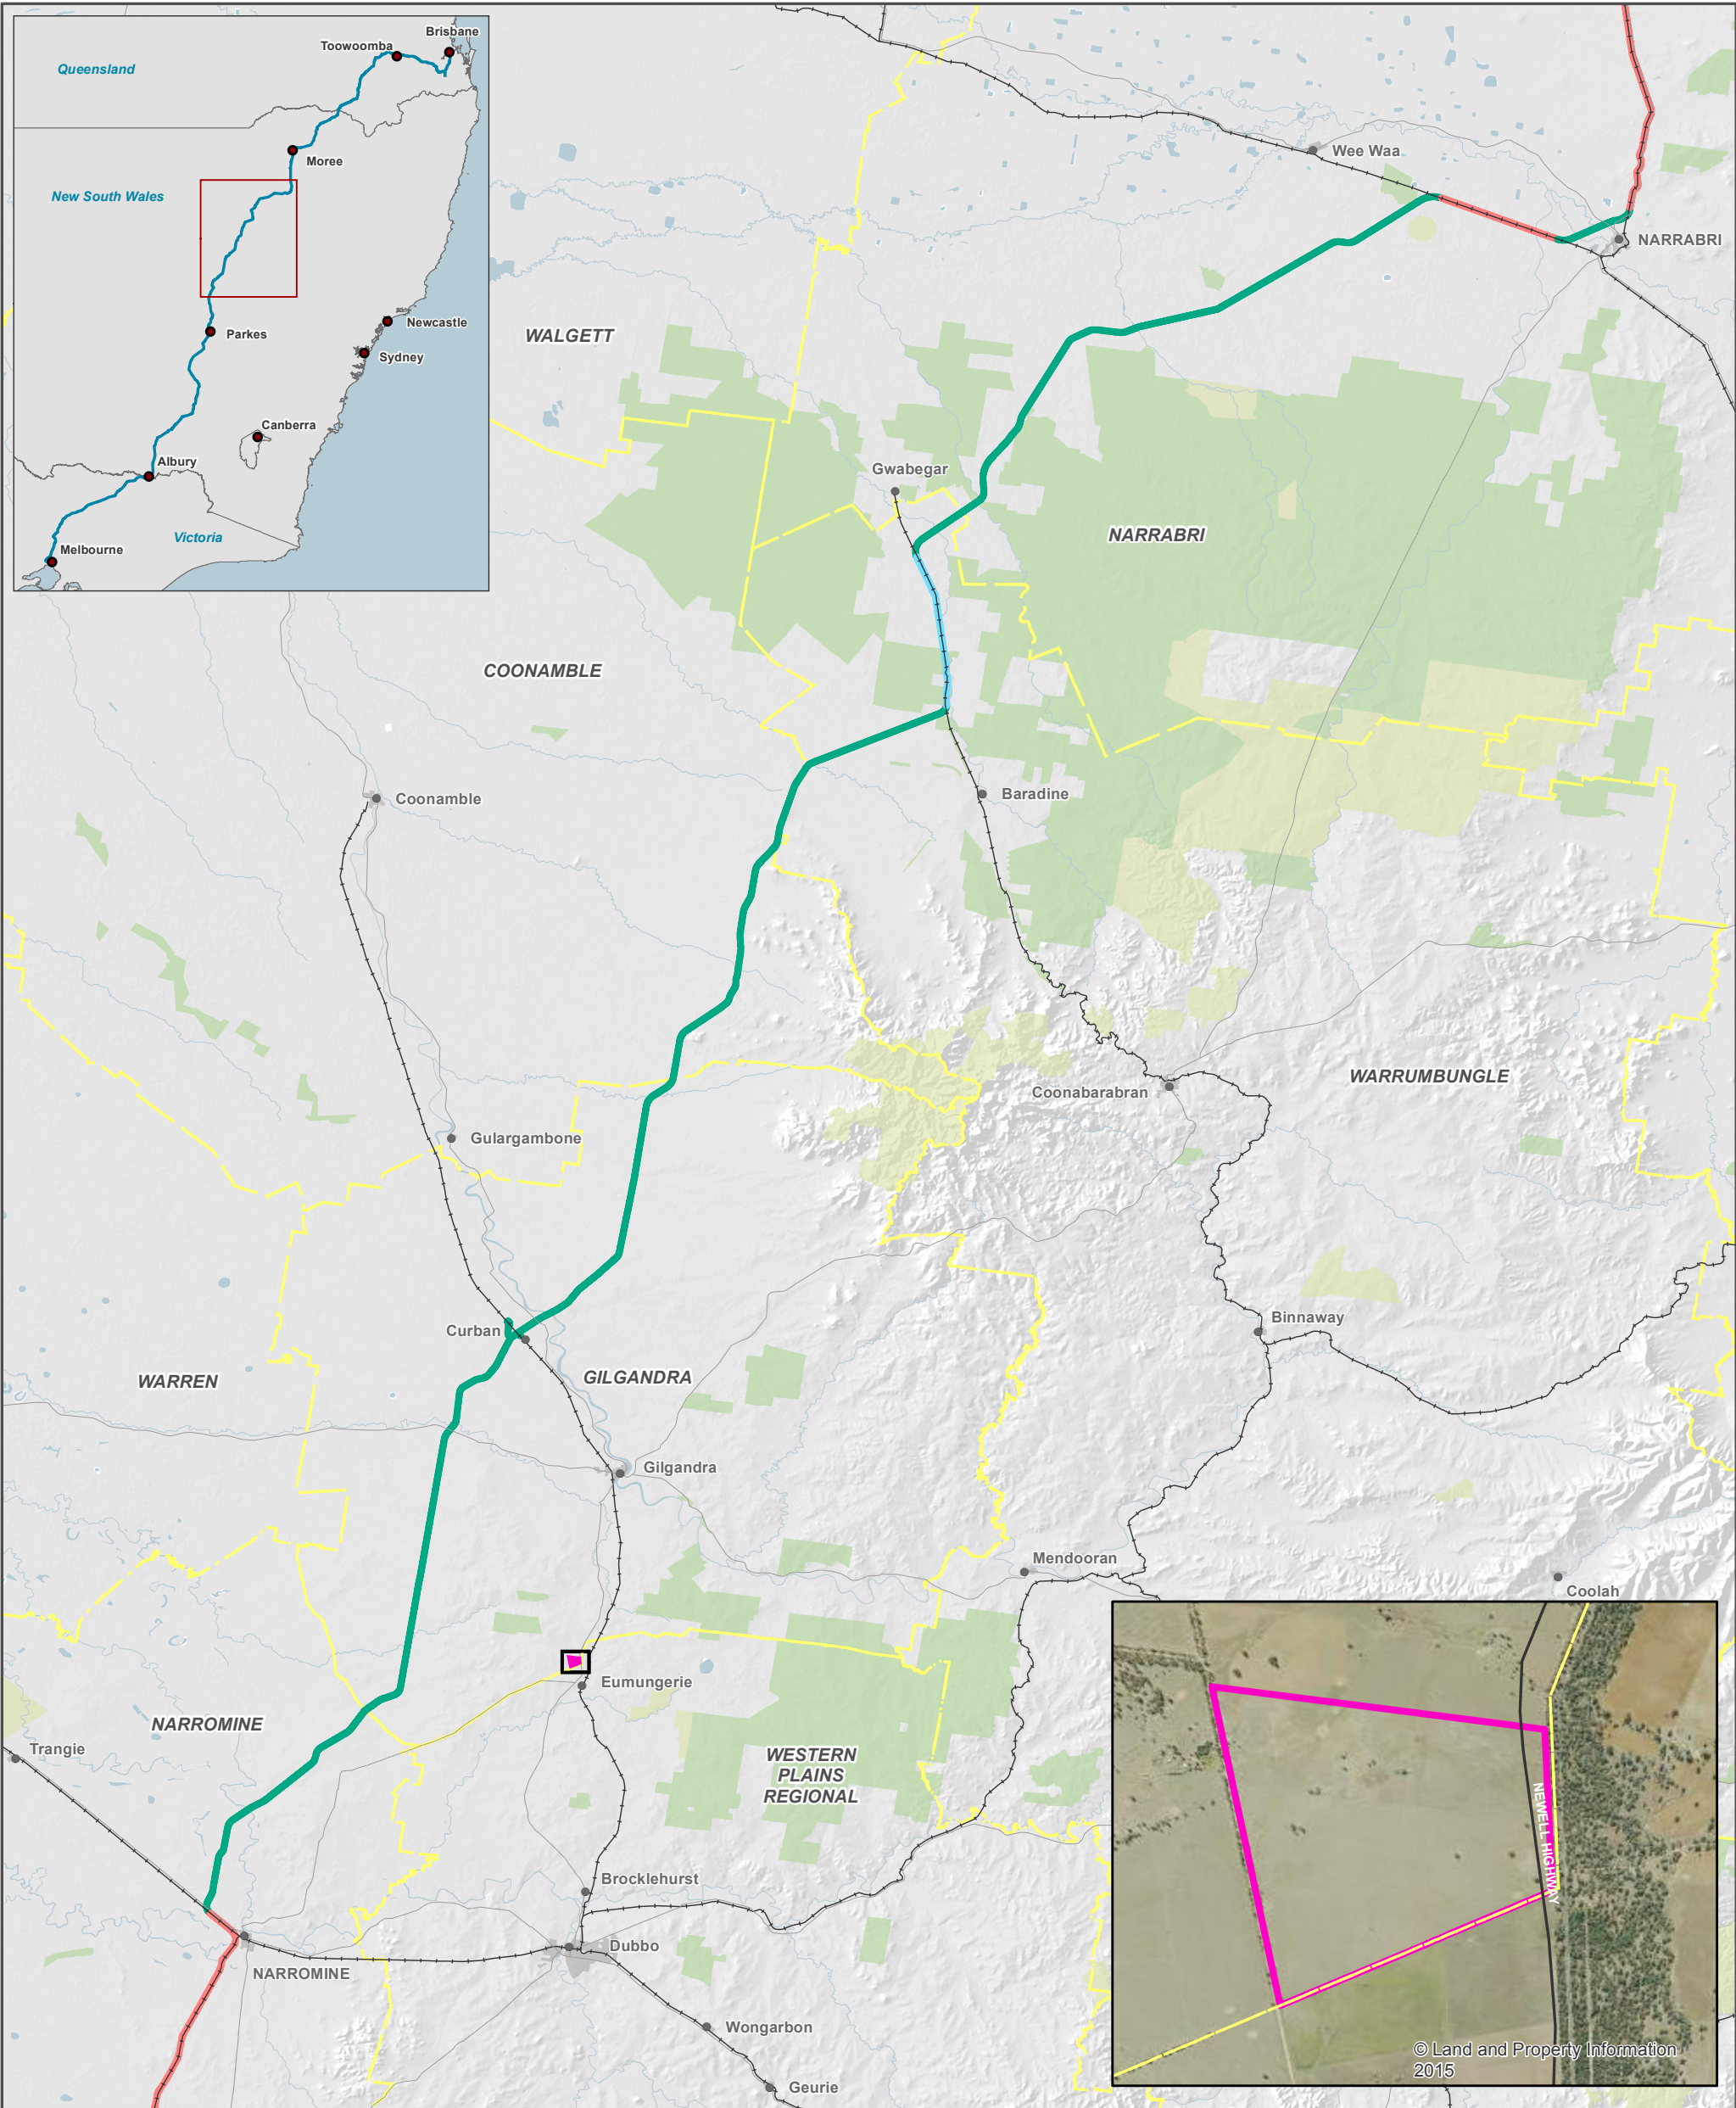 Brisbane
Toowoomba
Queensland
Moree
New South Wales
Newcastle
Parkes
Sydney
Canberra
Albury
Victoria
Melbourne
Wee Waa
NARRABRI
WALGETT
Gwabegar
NARRABRI
COONAMBLE
Coonamble
Baradine
WARRUMBUNGLE
Coonabarabran
Gulargambone
Binnaway
Curban
GILGANDRA
WARREN
Gilgandra
Mendooran
Coolah
Eumungerie
NARROMINE
Trangie
WESTERN
PLAINS
REGIONAL
NEWELL HIGHWAY
Brocklehurst
Dubbo
NARROMINE
Wongarbon
© Land and Property Information
2015
Geurie